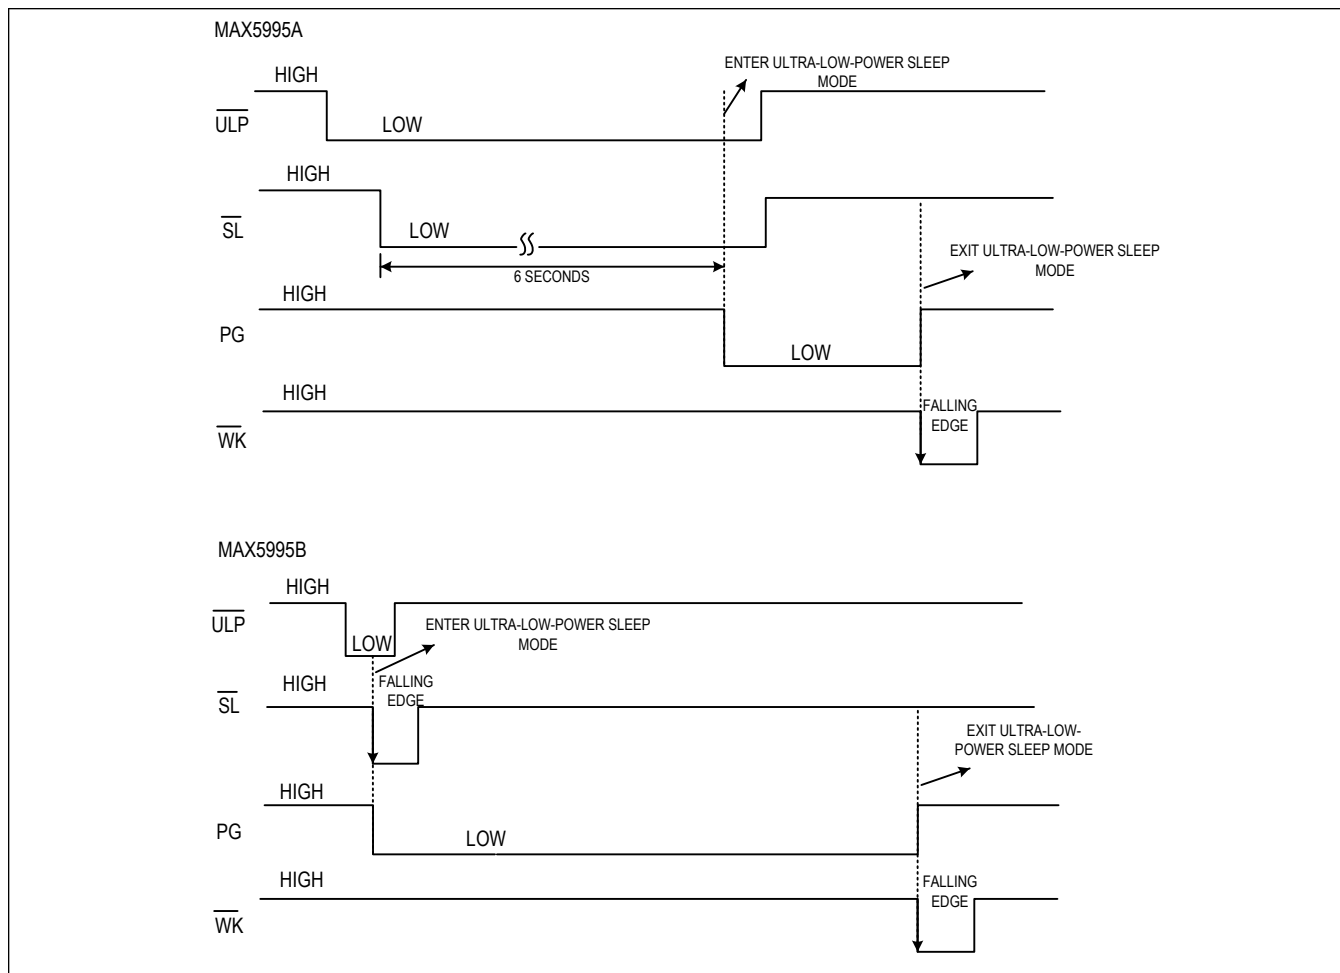 MAX5995A
ENTER ULTRA-LOW-POWER SLEEP
MODE
HIGH
ULP
LOW
HIGH
SL
LOW
6 SECONDS
EXIT ULTRA-LOW-POWER SLEEP
MODE
HIGH
PG
LOW
HIGH
WK
FALLING
EDGE
MAX5995B
HIGH
ULP
LOW
ENTER ULTRA-LOW-POWER SLEEP
MODE
HIGH
SL
FALLING
EDGE
EXIT ULTRA-LOW-
POWER SLEEP MODE
HIGH
PG
LOW
HIGH
WK
FALLING
EDGE